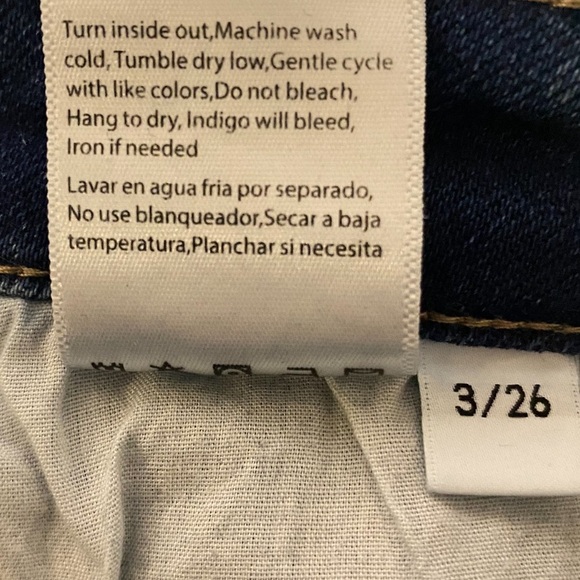 Turn inside out,Machine wash
cold,Tumble dry low,Gentle cycle
with like colors,Do not bleach,
Hang to dry, Indigo will bleed,
Iron if needed
Lavar en agua fria por separado,
No use blanqueador,Secar a baja
temperatura,Planchar si necesita
3/26